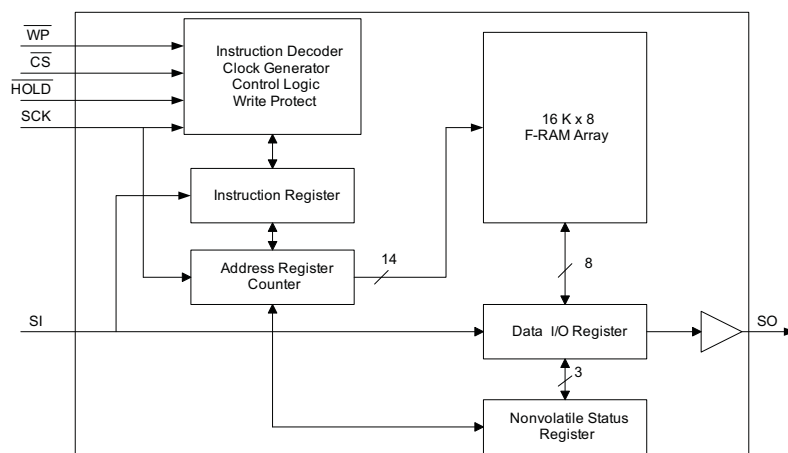 WP
CS
HOLD
SCK
Instruction Decoder
Clock Generator
Control Logic
Write Protect
16 K x 8
F-RAM Array
Instruction Register
Address Register
Counter
14
8
SI
Data I/O Register
SO
3
Nonvolatile Status
Register